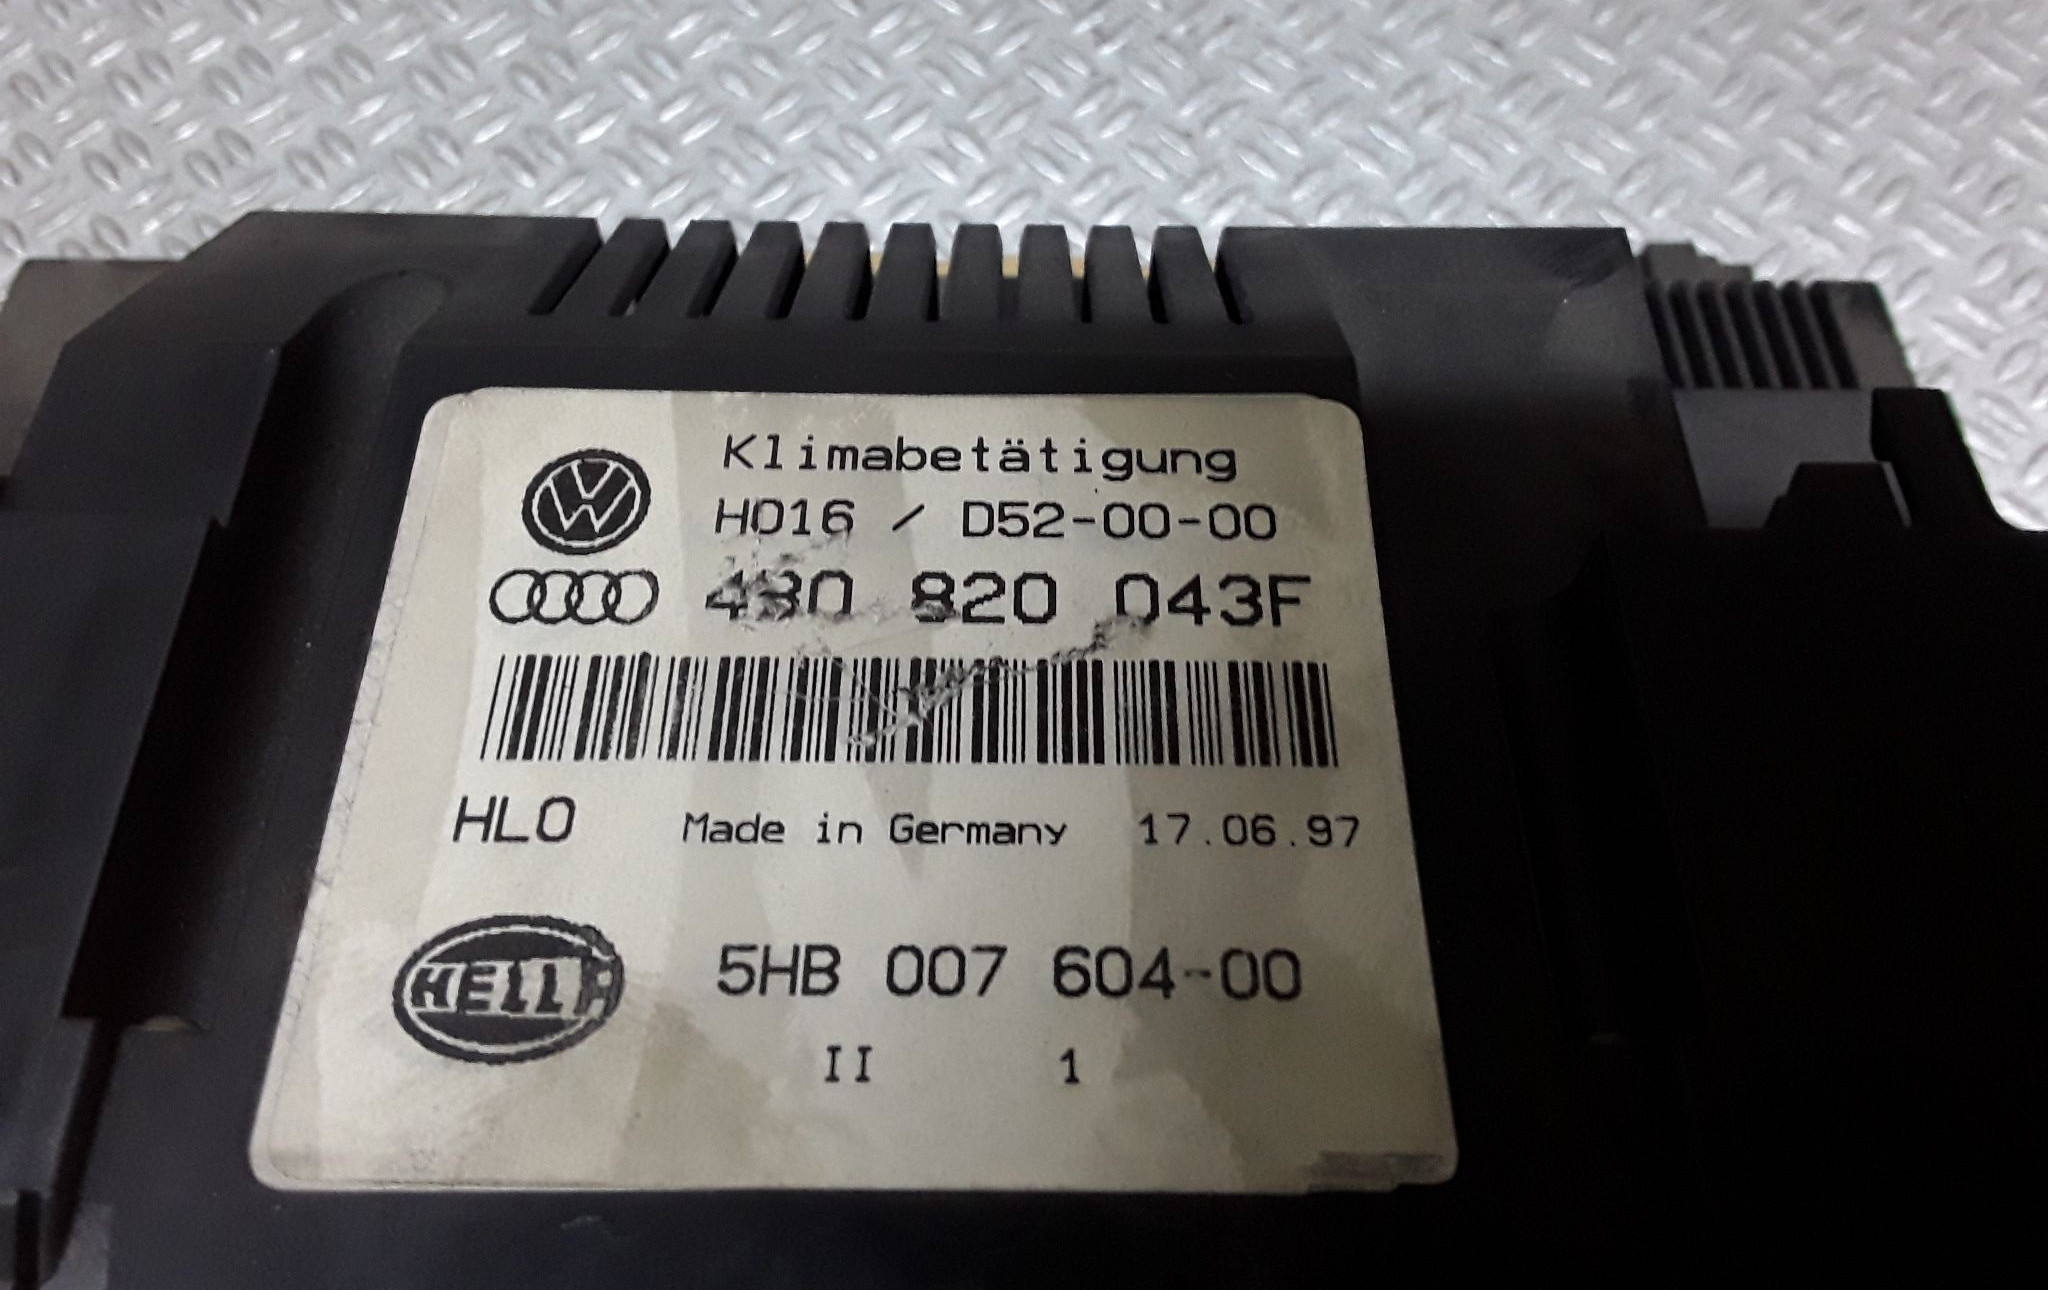 Klimabetätigung
H016 / D52-00-00
4B0 820 043F
HL0 Made in Germany 17.06.97
HELLA
5HB 007 604-00
II 1